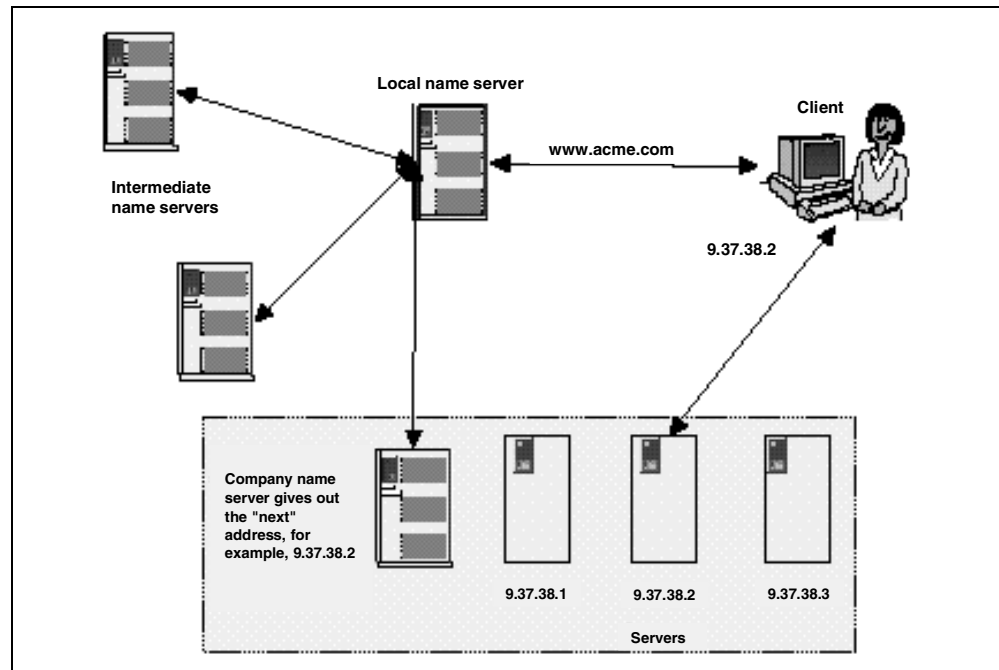 Local name server
Client
www.acme.com
Intermediate
name servers
9.37.38.2
Company name
server gives out
the "next"
address, for
example, 9.37.38.2
9.37.38.1
9.37.38.2
9.37.38.3
Servers